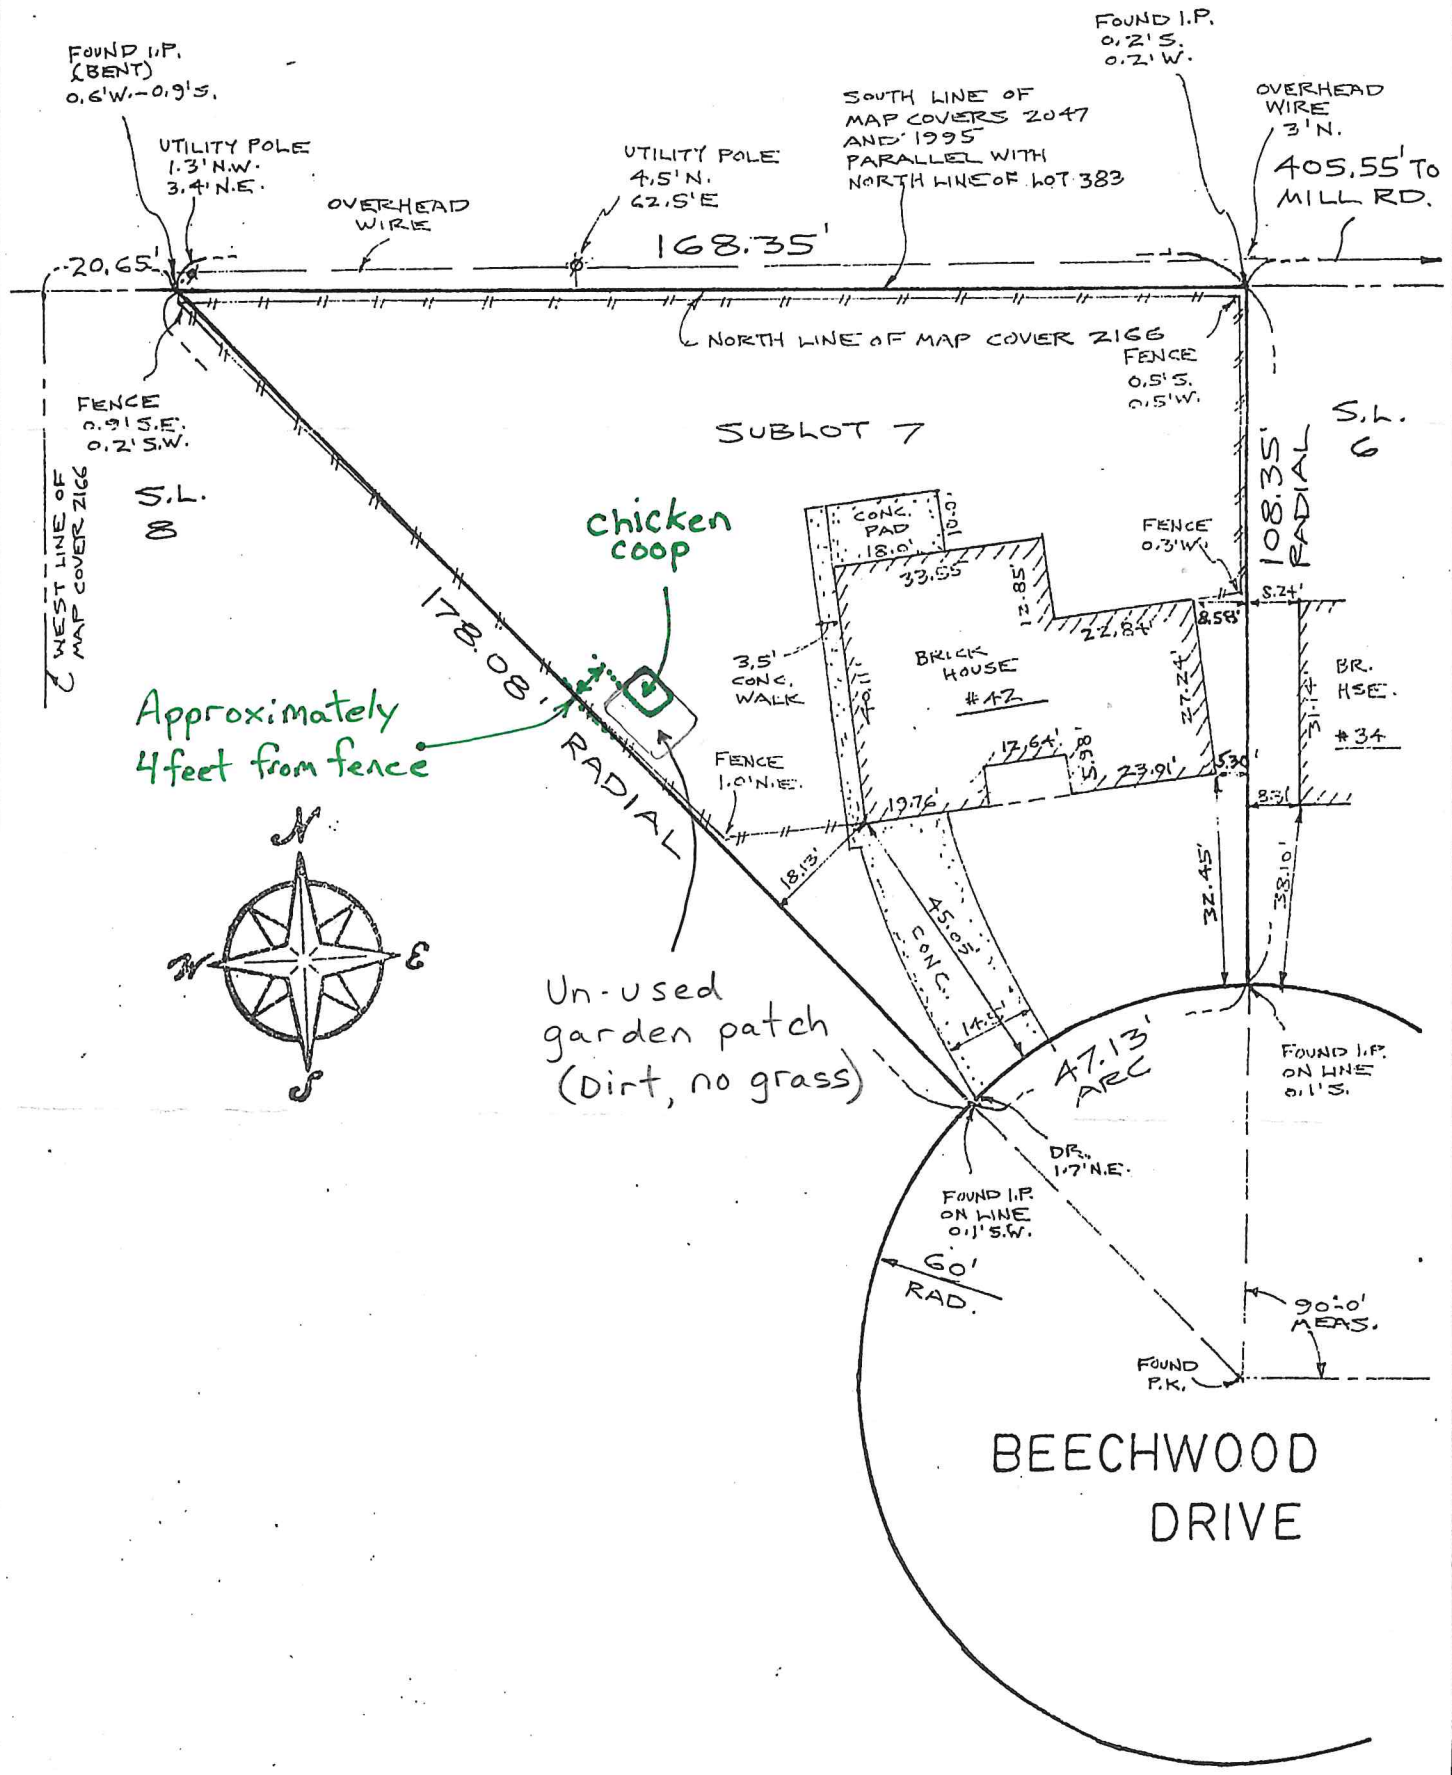 FOUND I.P.
(BENT)
0.6'W.-0.9'S.
UTILITY POLE
1.3'N.W.
3.4'N.E.
OVERHEAD
WIRE
UTILITY POLE
4.5'N.
62.5'E
168.35'
SOUTH LINE OF
MAP COVERS 2047
AND 1995
PARALLEL WITH
NORTH LINE OF LOT 383
FOUND I.P.
0.2'S.
0.2'W.
OVERHEAD
WIRE
3'N.
405.55' TO
MILL RD.
20.65'
NORTH LINE OF MAP COVER 2166
FENCE
0.5'S.
0.5'W.
FENCE
0.9'S.E.
0.2'S.W.
WEST LINE OF
MAP COVER 2166
S.L.
8
SUBLOT 7
S.L.
6
108.35'
RADIAL
chicken
coop
CONC.
PAD
18.0'
10.0'
33.55'
12.85'
22.84'
FENCE
0.3'W.
8.58'
8.24'
178.08'
RADIAL
3.5'
CONC.
WALK
40.11'
BRICK
HOUSE
#42
27.24'
31.14'
BR.
HSE.
#34
Approximately
4 feet from fence
FENCE
1.0'N.E.
17.64'
5.98'
19.76'
23.91'
5.30'
8.31'
N
W
E
S
18.13'
45.05'
CONC.
14.5'
32.45'
38.10'
Un-used
garden patch
(Dirt, no grass)
47.13'
ARC
FOUND I.P.
ON LINE
0.1'S.
DR.
1.7'N.E.
FOUND I.P.
ON LINE
0.1'S.W.
60'
RAD.
90°-0'
MEAS.
FOUND
P.K.
BEECHWOOD
DRIVE